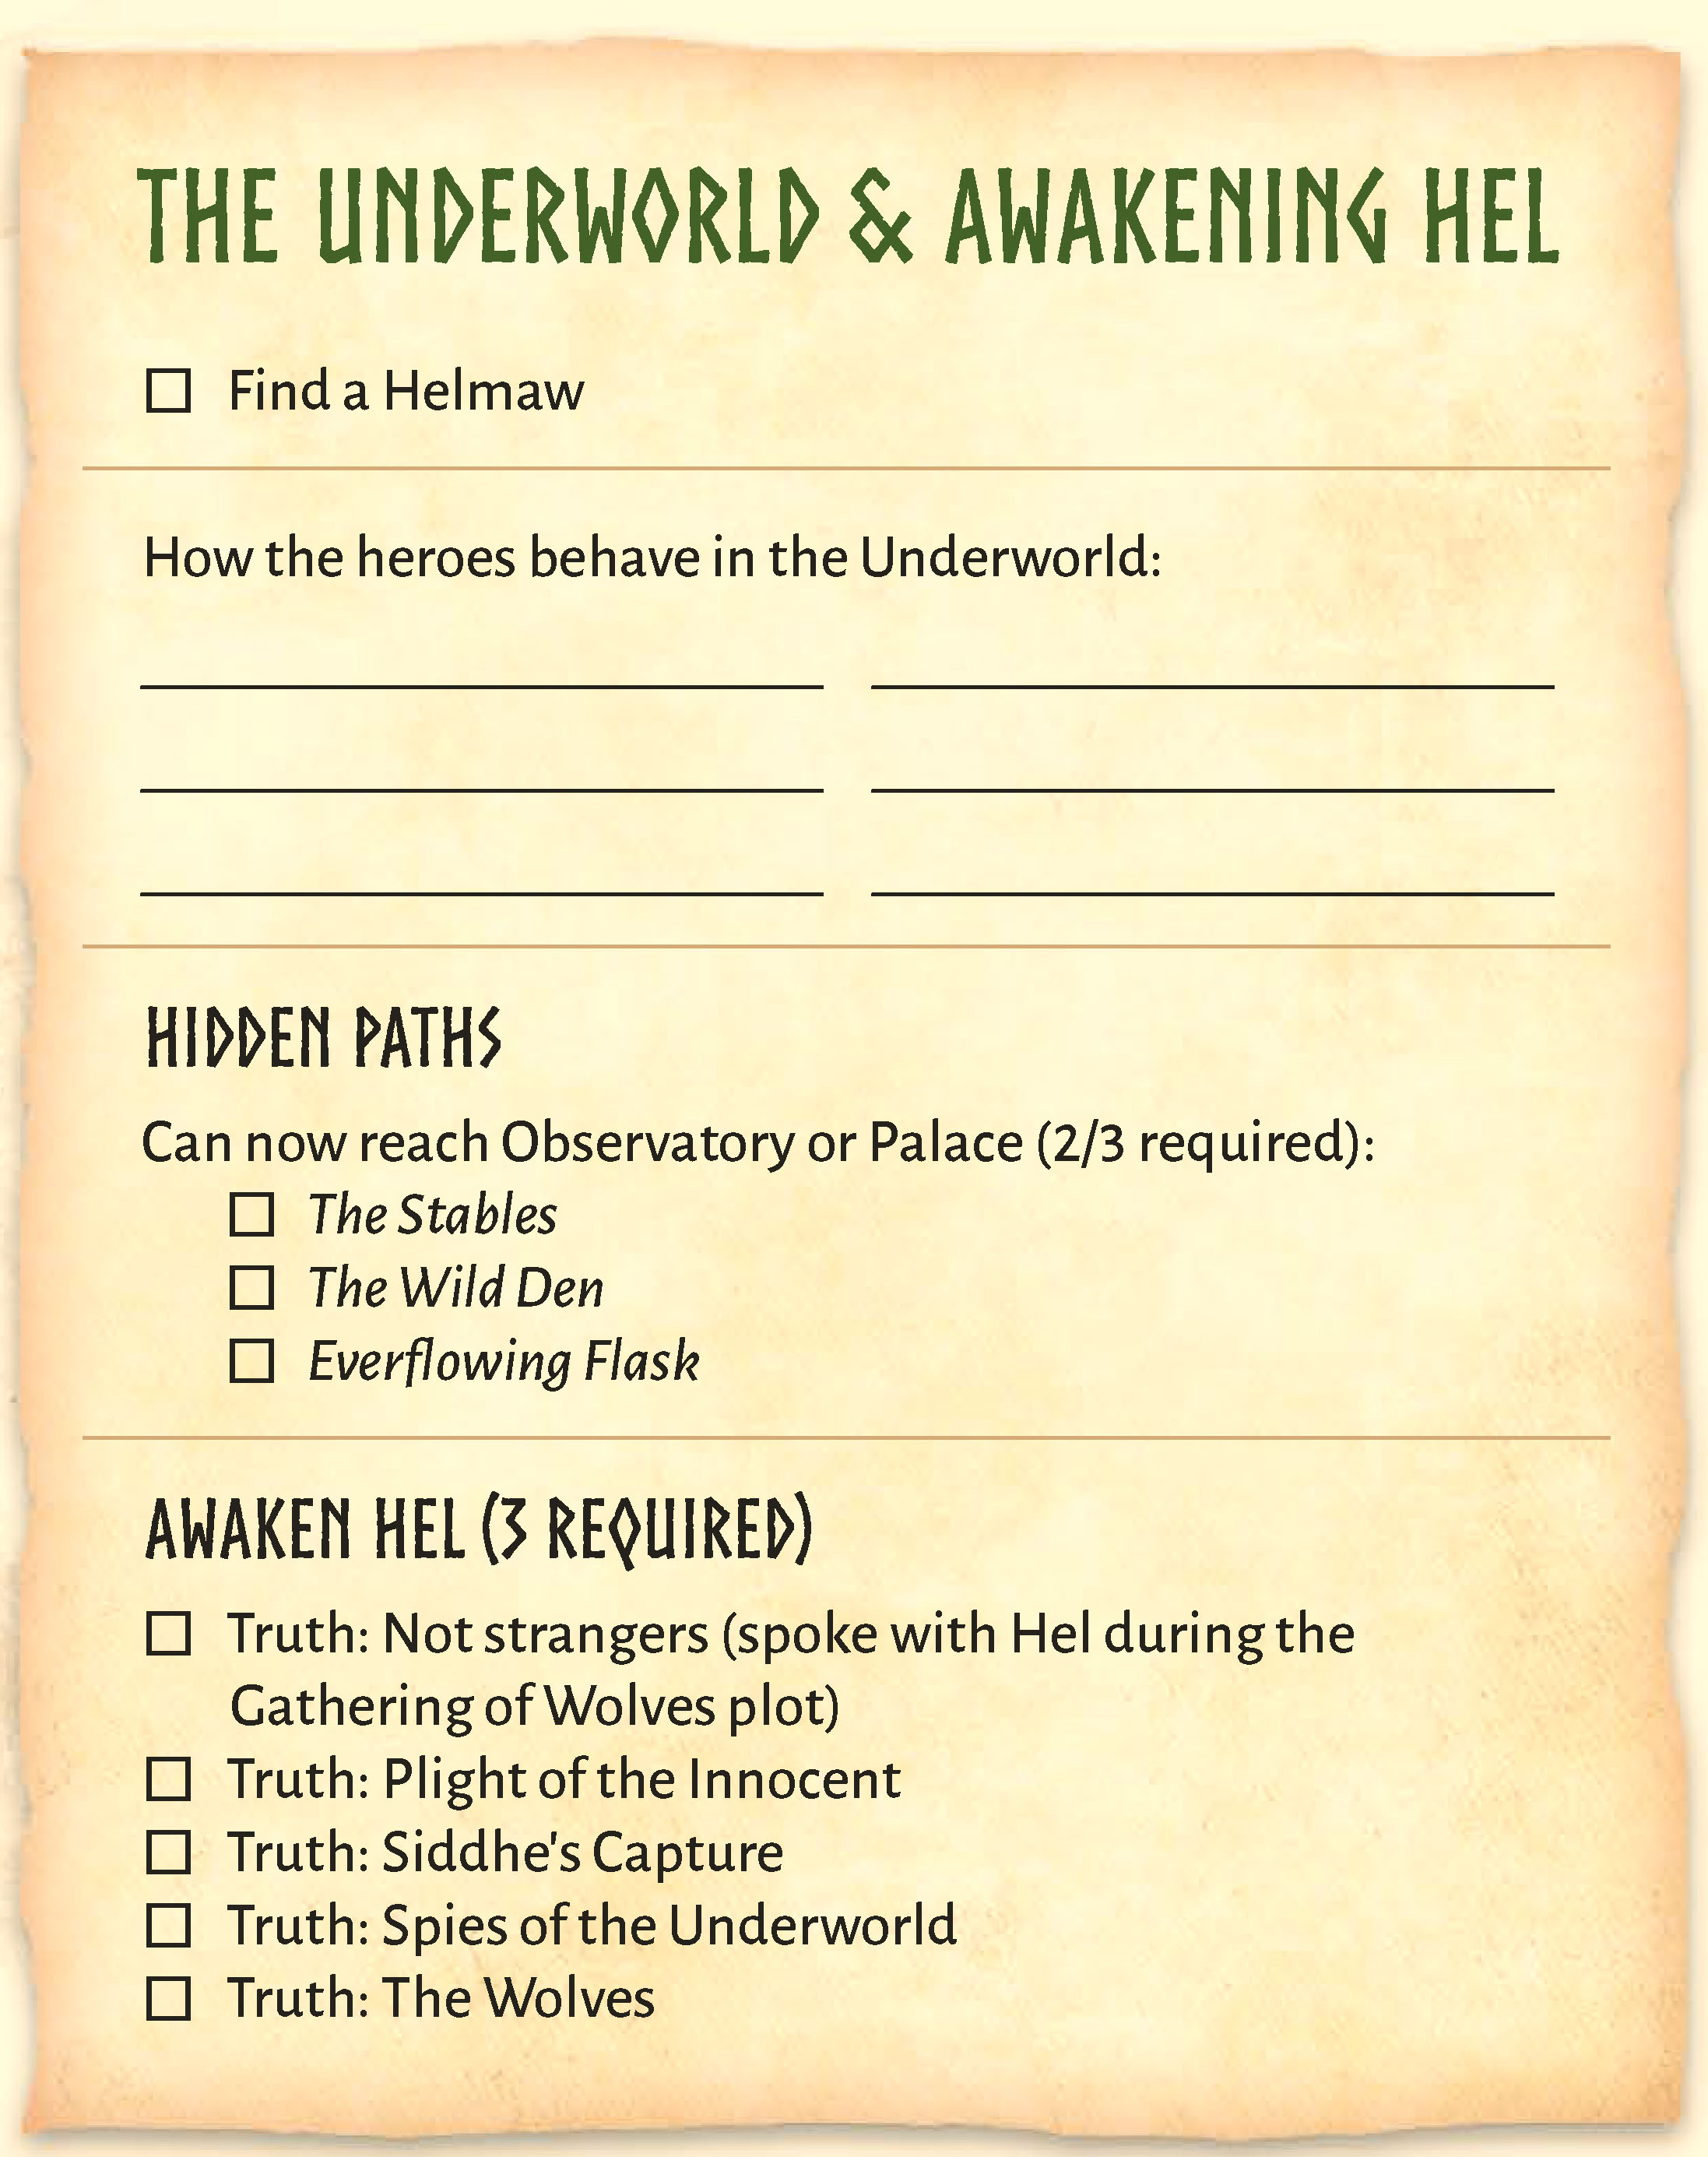 THE UNDERWORLD & AWAKENING HEL
Find a Helmaw
How the heroes behave in the Underworld:
HIDDEN PATHS
Can now reach Observatory or Palace (2/3 required):
The Stables
The Wild Den
Everflowing Flask
AWAKEN HEL (3 REQUIRED)
Truth: Not strangers (spoke with Hel during the
Gathering of Wolves plot)
Truth: Plight of the Innocent
Truth: Siddhe's Capture
Truth: Spies of the Underworld
Truth: The Wolves